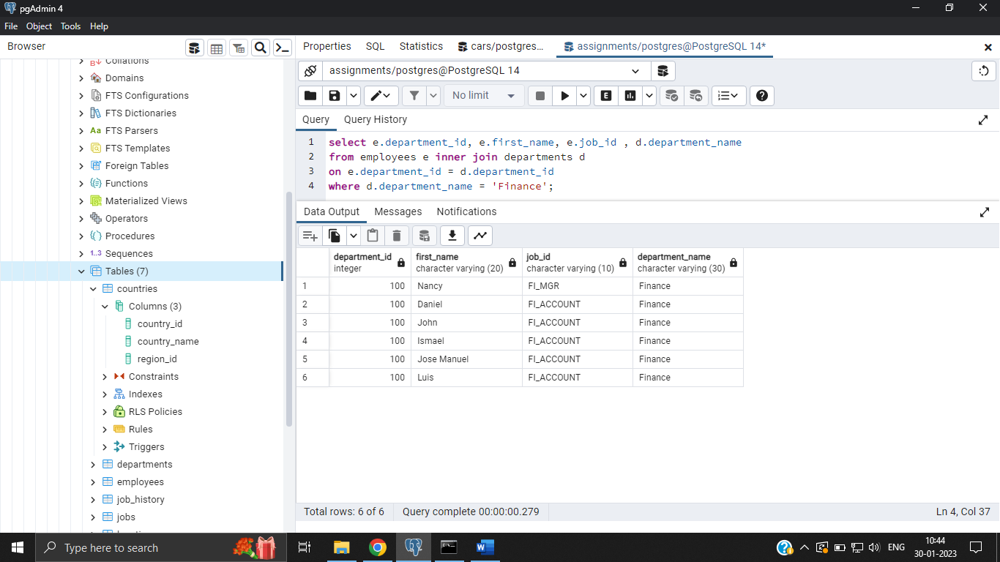 pgAdmin 4
File Object Tools Help
Browser
Collations
Domains
FTS Configurations
FTS Dictionaries
Aa FTS Parsers
FTS Templates
Foreign Tables
Functions
Materialized Views
Operators
Procedures
1..3 Sequences
Tables (7)
countries
Columns (3)
country_id
country_name
region_id
Constraints
Indexes
RLS Policies
Rules
Triggers
departments
employees
job_history
jobs
Properties SQL Statistics cars/postgres... assignments/postgres@PostgreSQL 14*
assignments/postgres@PostgreSQL 14
No limit E
Query Query History
1 select e.department_id, e.first_name, e.job_id , d.department_name
2 from employees e inner join departments d
3 on e.department_id = d.department_id
4 where d.department_name = 'Finance';
Data Output Messages Notifications
department_id first_name job_id department_name
integer character varying (20) character varying (10) character varying (30)
1 100 Nancy FI_MGR Finance
2 100 Daniel FI_ACCOUNT Finance
3 100 John FI_ACCOUNT Finance
4 100 Ismael FI_ACCOUNT Finance
5 100 Jose Manuel FI_ACCOUNT Finance
6 100 Luis FI_ACCOUNT Finance
Total rows: 6 of 6 Query complete 00:00:00.279 Ln 4, Col 37
Type here to search
ENG
10:44
30-01-2023